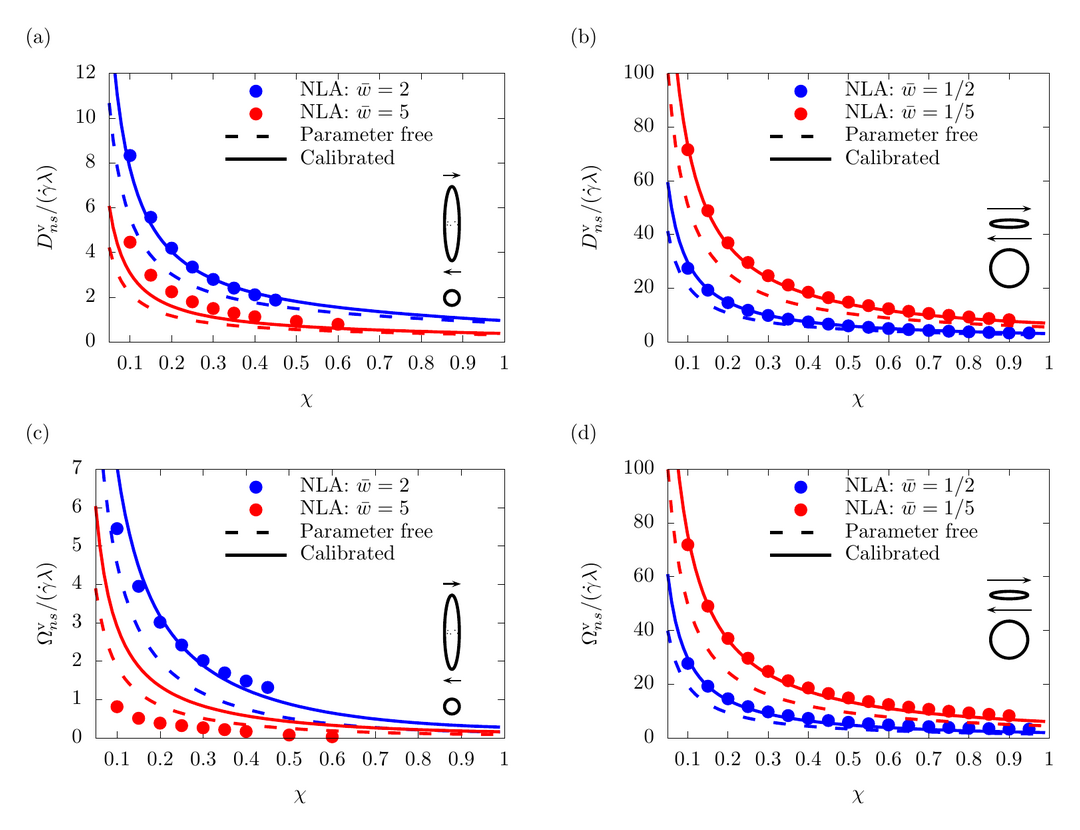 (a)
12
10
8
6
4
2
0
D^v_{ns}/(γ̇λ)
NLA: w̄ = 2
NLA: w̄ = 5
Parameter free
Calibrated
0.1 0.2 0.3 0.4 0.5 0.6 0.7 0.8 0.9 1
χ
(b)
100
80
60
40
20
0
D^v_{ns}/(γ̇λ)
NLA: w̄ = 1/2
NLA: w̄ = 1/5
Parameter free
Calibrated
0.1 0.2 0.3 0.4 0.5 0.6 0.7 0.8 0.9 1
χ
(c)
7
6
5
4
3
2
1
0
Ω^v_{ns}/(γ̇λ)
NLA: w̄ = 2
NLA: w̄ = 5
Parameter free
Calibrated
0.1 0.2 0.3 0.4 0.5 0.6 0.7 0.8 0.9 1
χ
(d)
100
80
60
40
20
0
Ω^v_{ns}/(γ̇λ)
NLA: w̄ = 1/2
NLA: w̄ = 1/5
Parameter free
Calibrated
0.1 0.2 0.3 0.4 0.5 0.6 0.7 0.8 0.9 1
χ